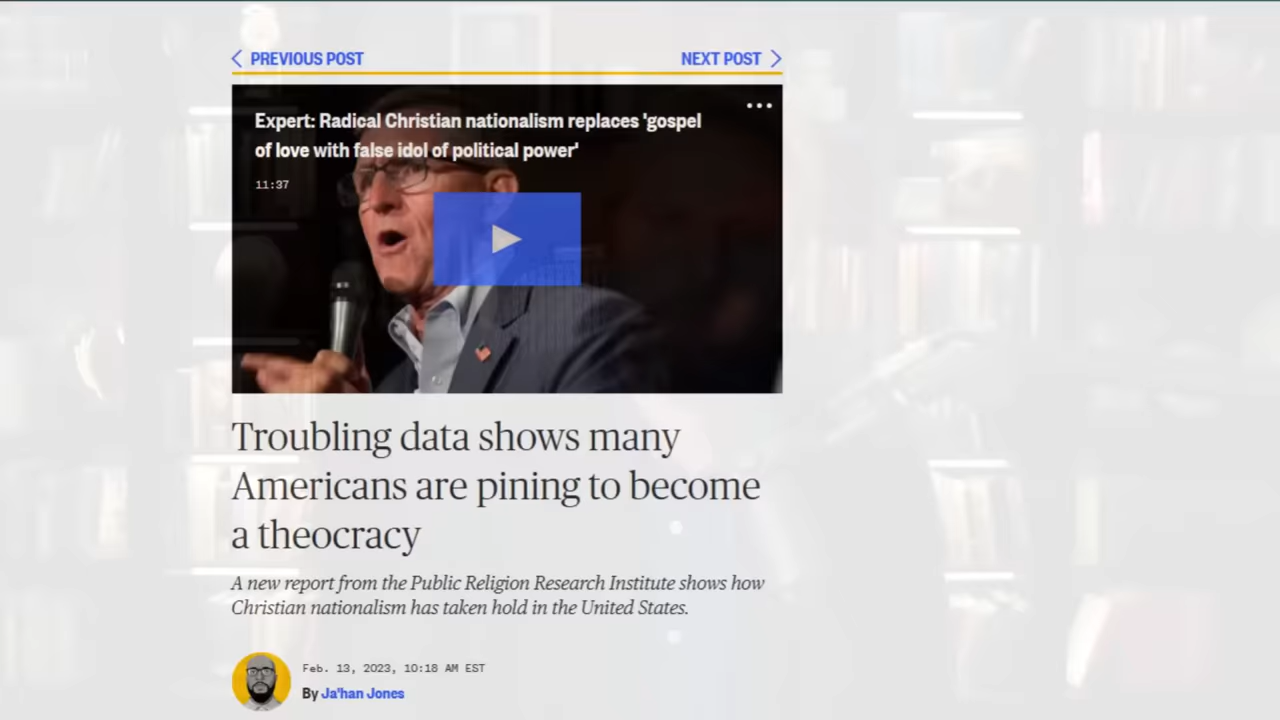 PREVIOUS POST
NEXT POST
Expert: Radical Christian nationalism replaces 'gospel
of love with false idol of political power'
11:37
Troubling data shows many
Americans are pining to become
a theocracy
A new report from the Public Religion Research Institute shows how
Christian nationalism has taken hold in the United States.
Feb. 13, 2023, 10:18 AM EST
By Ja'han Jones